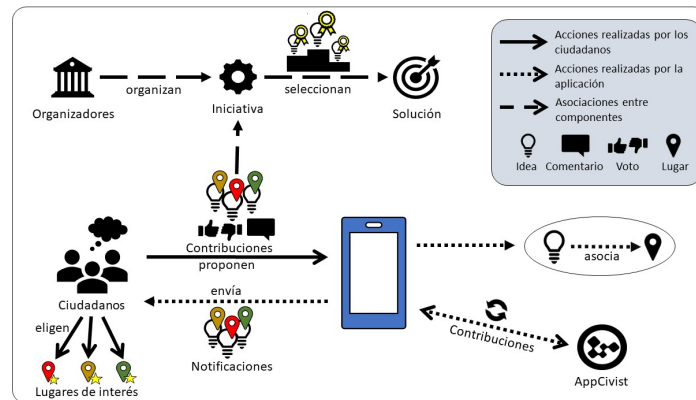 Organizadores
organizan
Iniciativa
seleccionan
Solución
Acciones realizadas por los
ciudadanos
Acciones realizadas por la
aplicación
Asociaciones entre
componentes
Idea
Comentario
Voto
Lugar
Contribuciones
proponen
Ciudadanos
envía
eligen
Notificaciones
Lugares de interés
asocia
Contribuciones
AppCivist